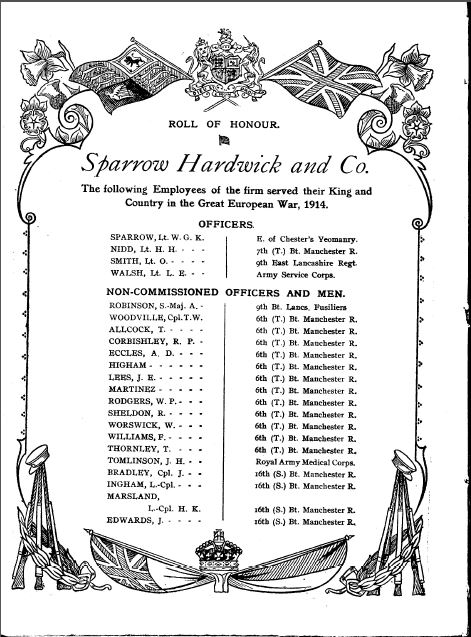 ROLL OF HONOUR.
Sparrow Hardwick and Co.
The following Employees of the firm served their King and
Country in the Great European War, 1914.
OFFICERS.
SPARROW, Lt. W. G. K. E. of Chester's Yeomanry.
NIDD, Lt. H. H. - - - 7th (T.) Bt. Manchester R.
SMITH, Lt. O. - - - - 9th East Lancashire Regt.
WALSH, Lt. L. E. - - Army Service Corps.
NON-COMMISSIONED OFFICERS AND MEN.
ROBINSON, S.-Maj. A. - 9th Bt. Lancs. Fusiliers
WOODVILLE, Cpl. T.W. 6th (T.) Bt. Manchester R.
ALLCOCK, T. - - - - 6th (T.) Bt. Manchester R.
CORBISHLEY, R. P. - 6th (T.) Bt. Manchester R.
ECCLES, A. D. - - - 6th (T.) Bt. Manchester R.
HIGHAM - - - - - - 6th (T.) Bt. Manchester R.
LEES, J. E. - - - - - 6th (T.) Bt. Manchester R.
MARTINEZ - - - - - 6th (T.) Bt. Manchester R.
RODGERS, W. P. - - - 6th (T.) Bt. Manchester R.
SHELDON, R. - - - - 6th (T.) Bt. Manchester R.
WORSWICK, W. - - - 6th (T.) Bt. Manchester R.
WILLIAMS, F. - - - - 6th (T.) Bt. Manchester R.
THORNLEY, T. - - - 6th (T.) Bt. Manchester R.
TOMLINSON, J. H. - - Royal Army Medical Corps.
BRADLEY, Cpl. J. - - 16th (S.) Bt. Manchester R.
INGHAM, L.-Cpl. - - - 16th (S.) Bt. Manchester R.
MARSLAND,
L.-Cpl. H. K. 16th (S.) Bt. Manchester R.
EDWARDS, J. - - - - - 16th (S.) Bt. Manchester R.